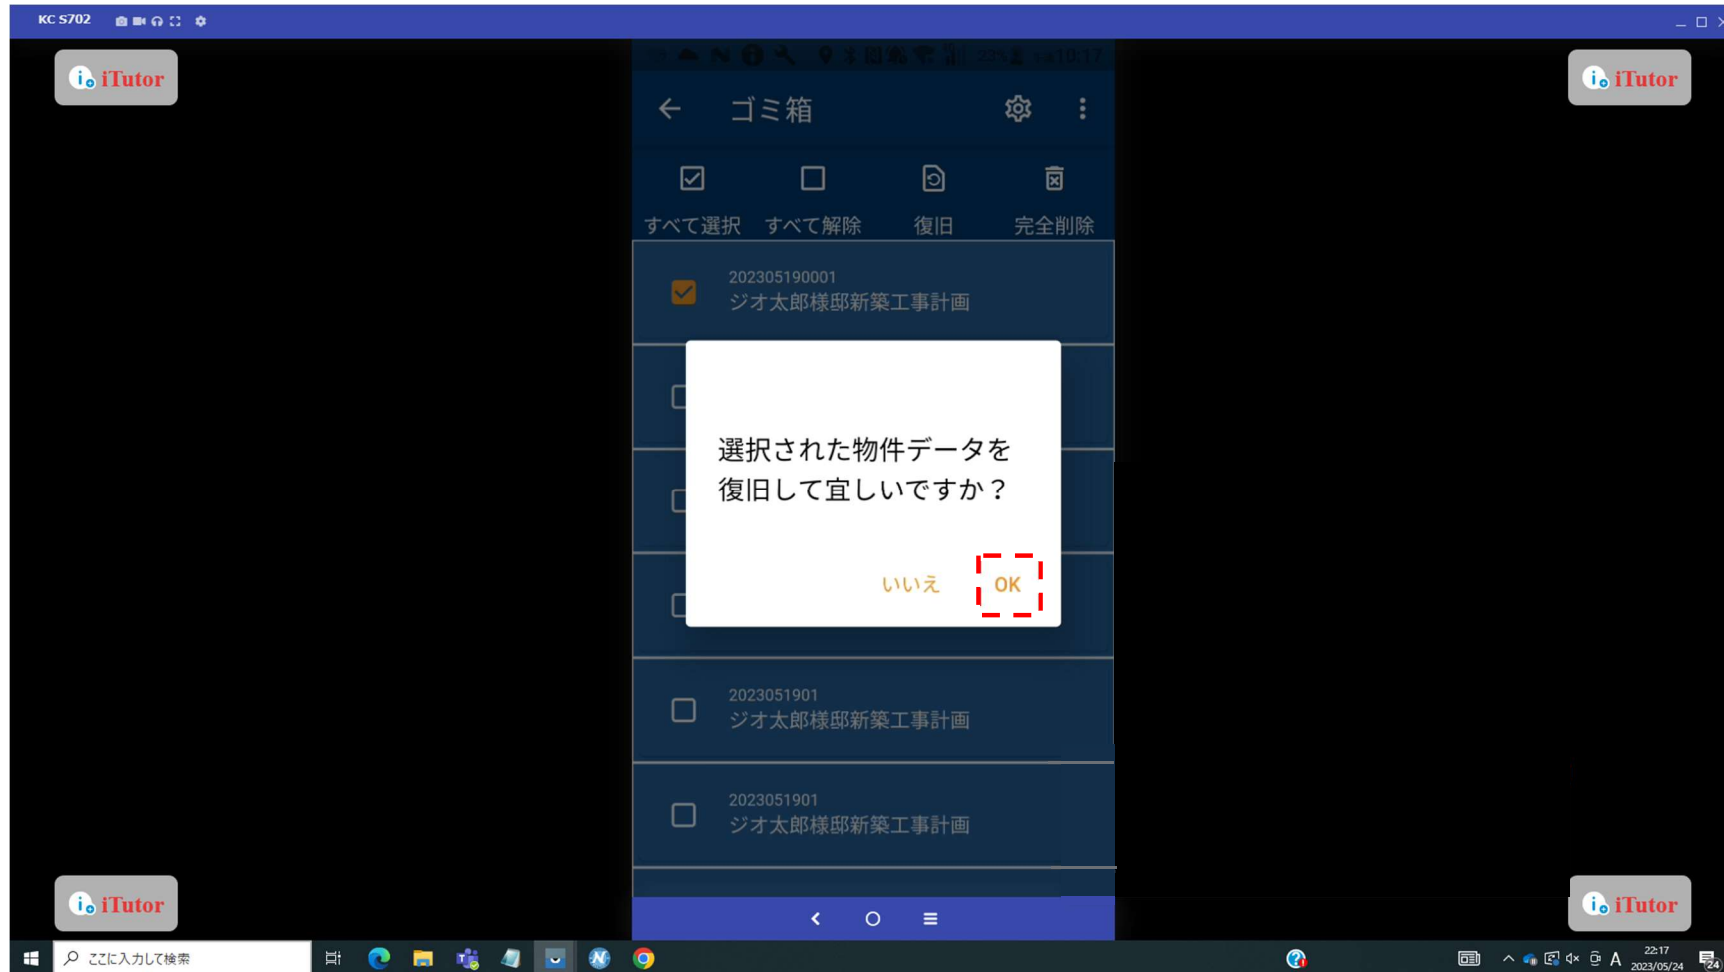 KC S702
iTutor
iTutor
ゴミ箱
すべて選択 すべて解除 復旧 完全削除
202305190001
ジオ太郎様邸新築工事計画
選択された物件データを
復旧して宜しいですか？
いいえ OK
2023051901
ジオ太郎様邸新築工事計画
2023051901
ジオ太郎様邸新築工事計画
iTutor
iTutor
ここに入力して検索
A
22:17
2023/05/24
24